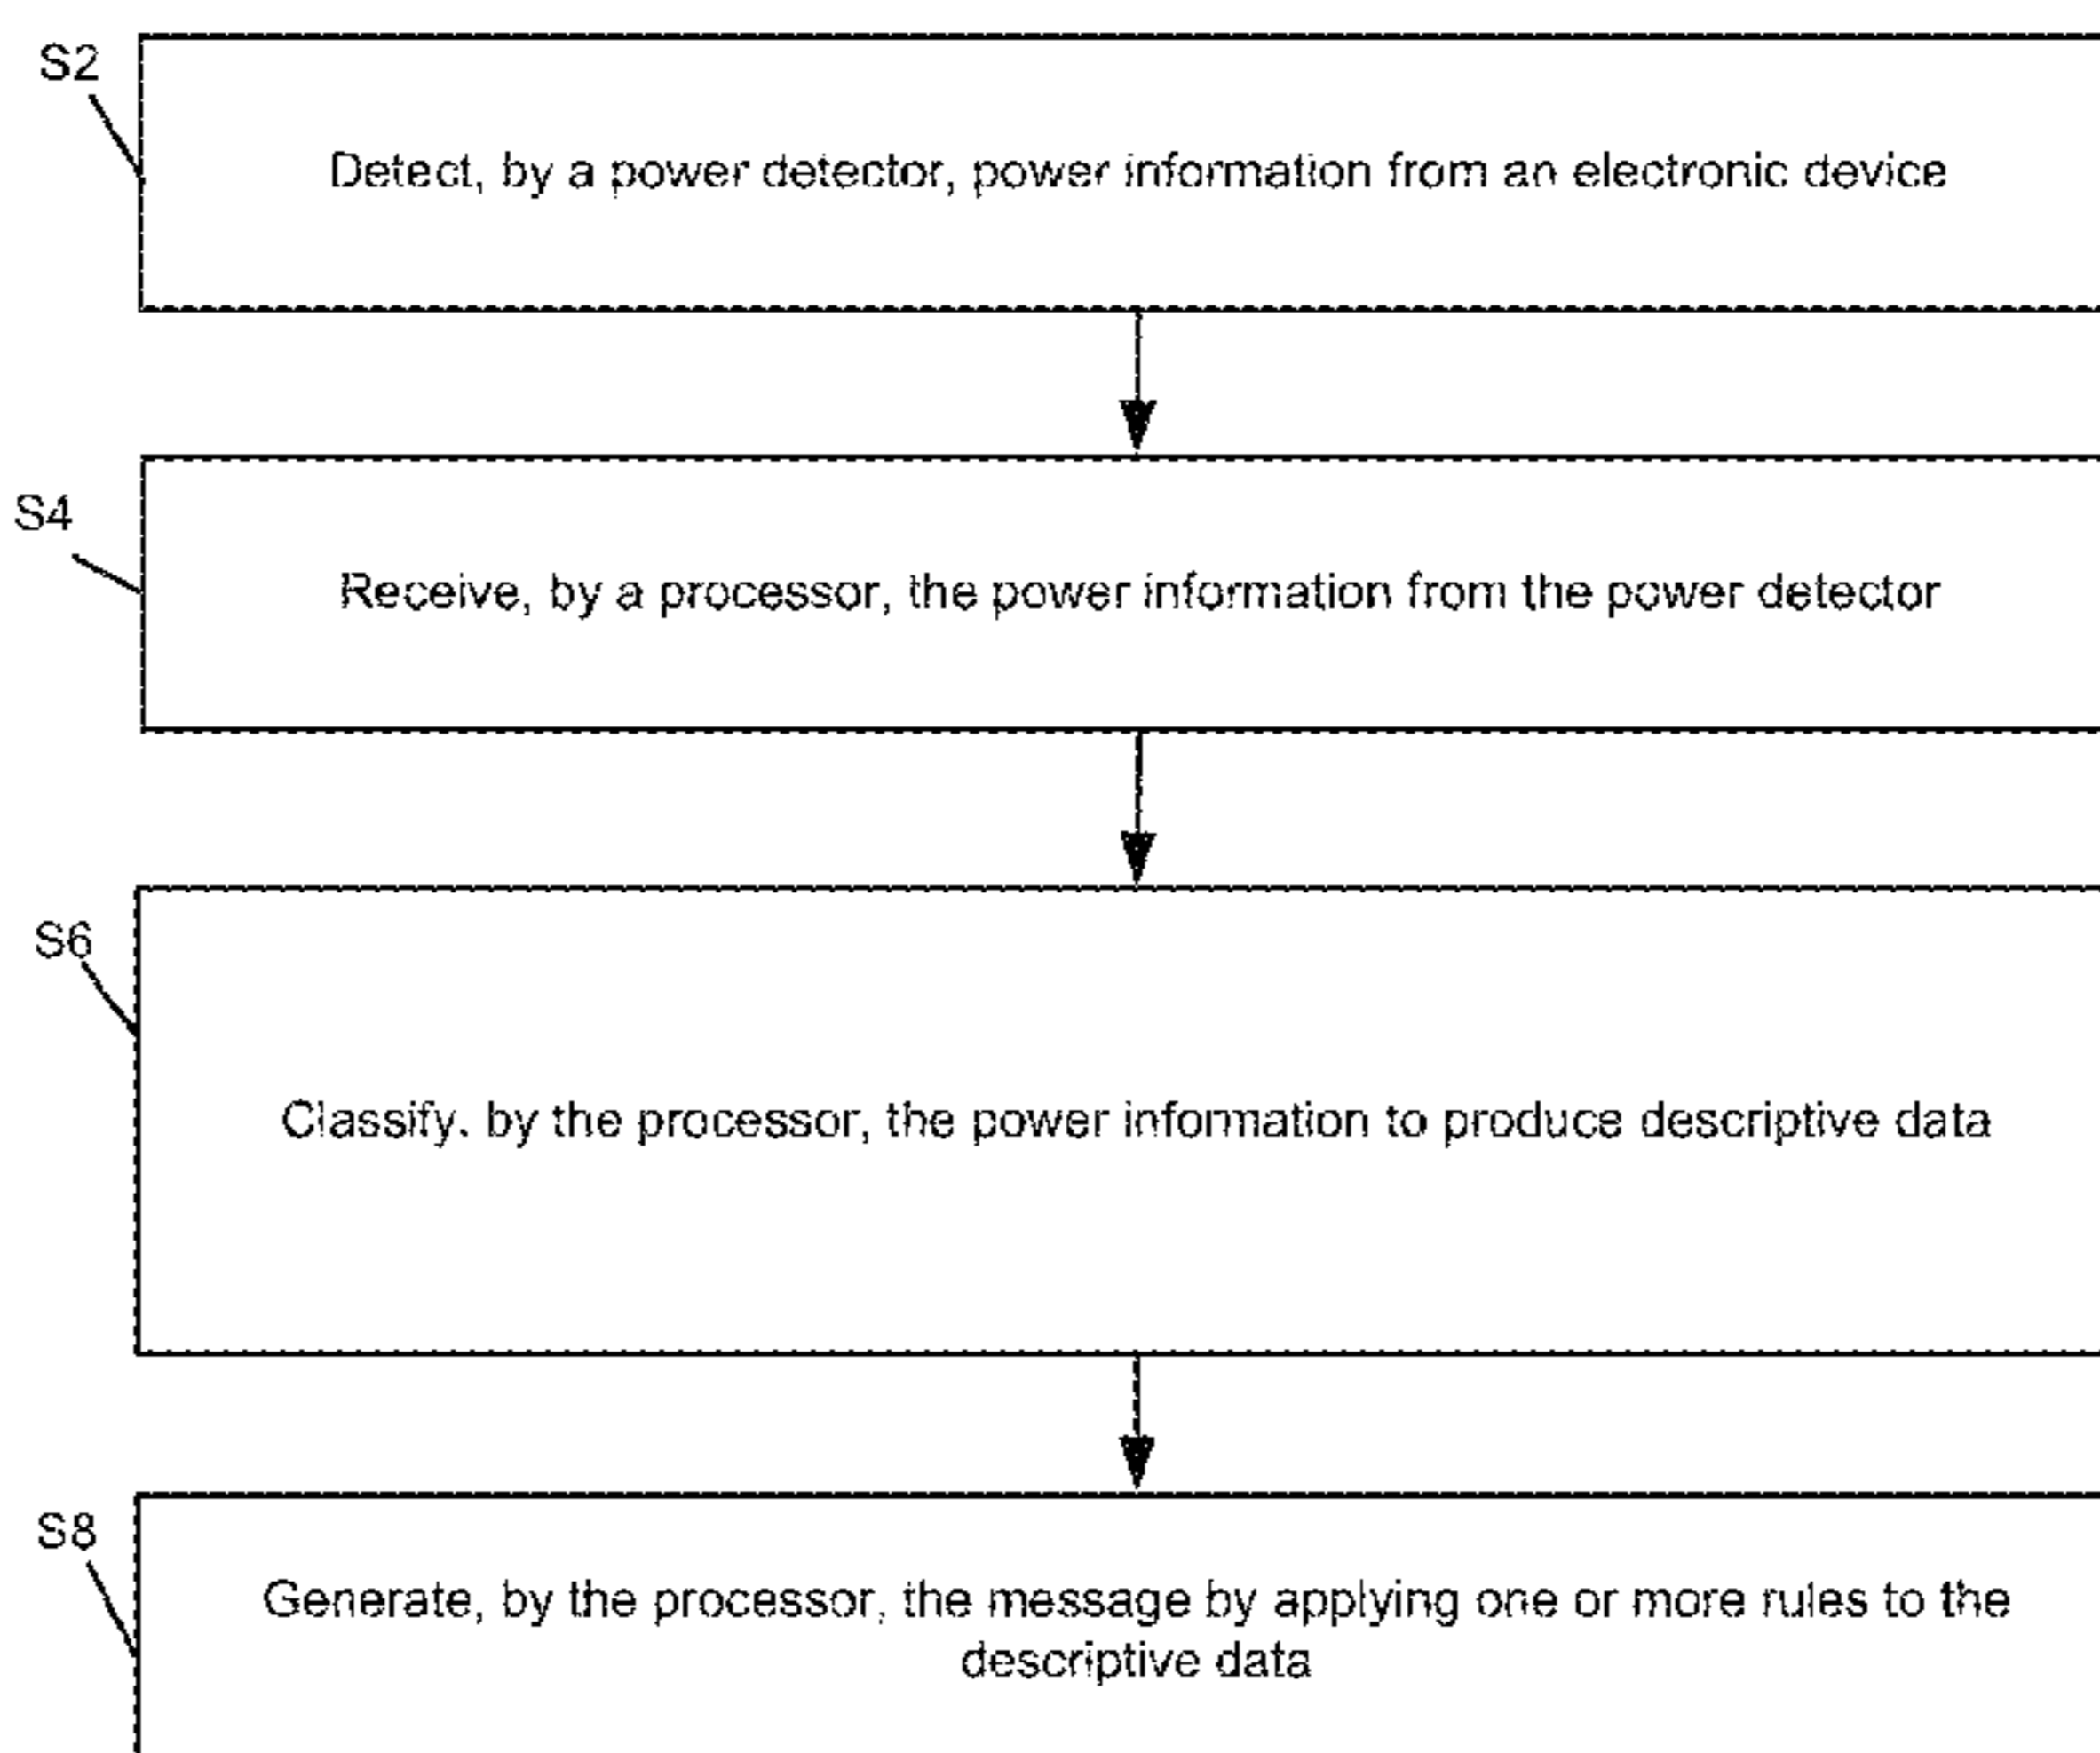 S2
Detect, by a power detector, power information from an electronic device
S4
Receive, by a processor, the power information from the power detector
S6
Classify, by the processor, the power information to produce descriptive data
S8
Generate, by the processor, the message by applying one or more rules to the
descriptive data